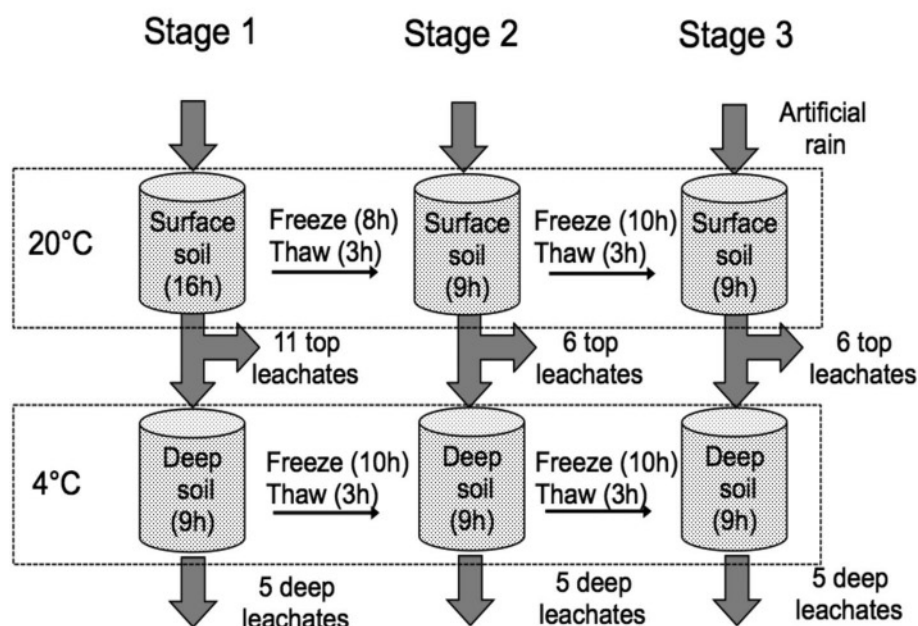 Stage 1
Stage 2
Stage 3
Artificial
rain
20°C
Surface
soil
(16h)
Freeze (8h)
Thaw (3h)
Surface
soil
(9h)
Freeze (10h)
Thaw (3h)
Surface
soil
(9h)
11 top
leachates
6 top
leachates
6 top
leachates
4°C
Deep
soil
(9h)
Freeze (10h)
Thaw (3h)
Deep
soil
(9h)
Freeze (10h)
Thaw (3h)
Deep
soil
(9h)
5 deep
leachates
5 deep
leachates
5 deep
leachates